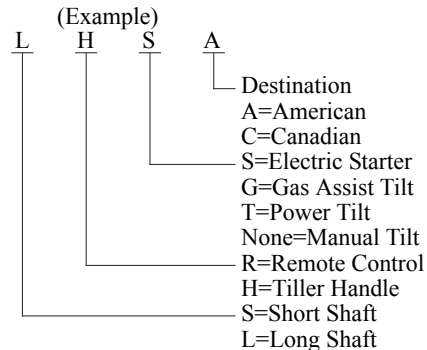 (Example)
L H S A
Destination
A=American
C=Canadian
S=Electric Starter
G=Gas Assist Tilt
T=Power Tilt
None=Manual Tilt
R=Remote Control
H=Tiller Handle
S=Short Shaft
L=Long Shaft